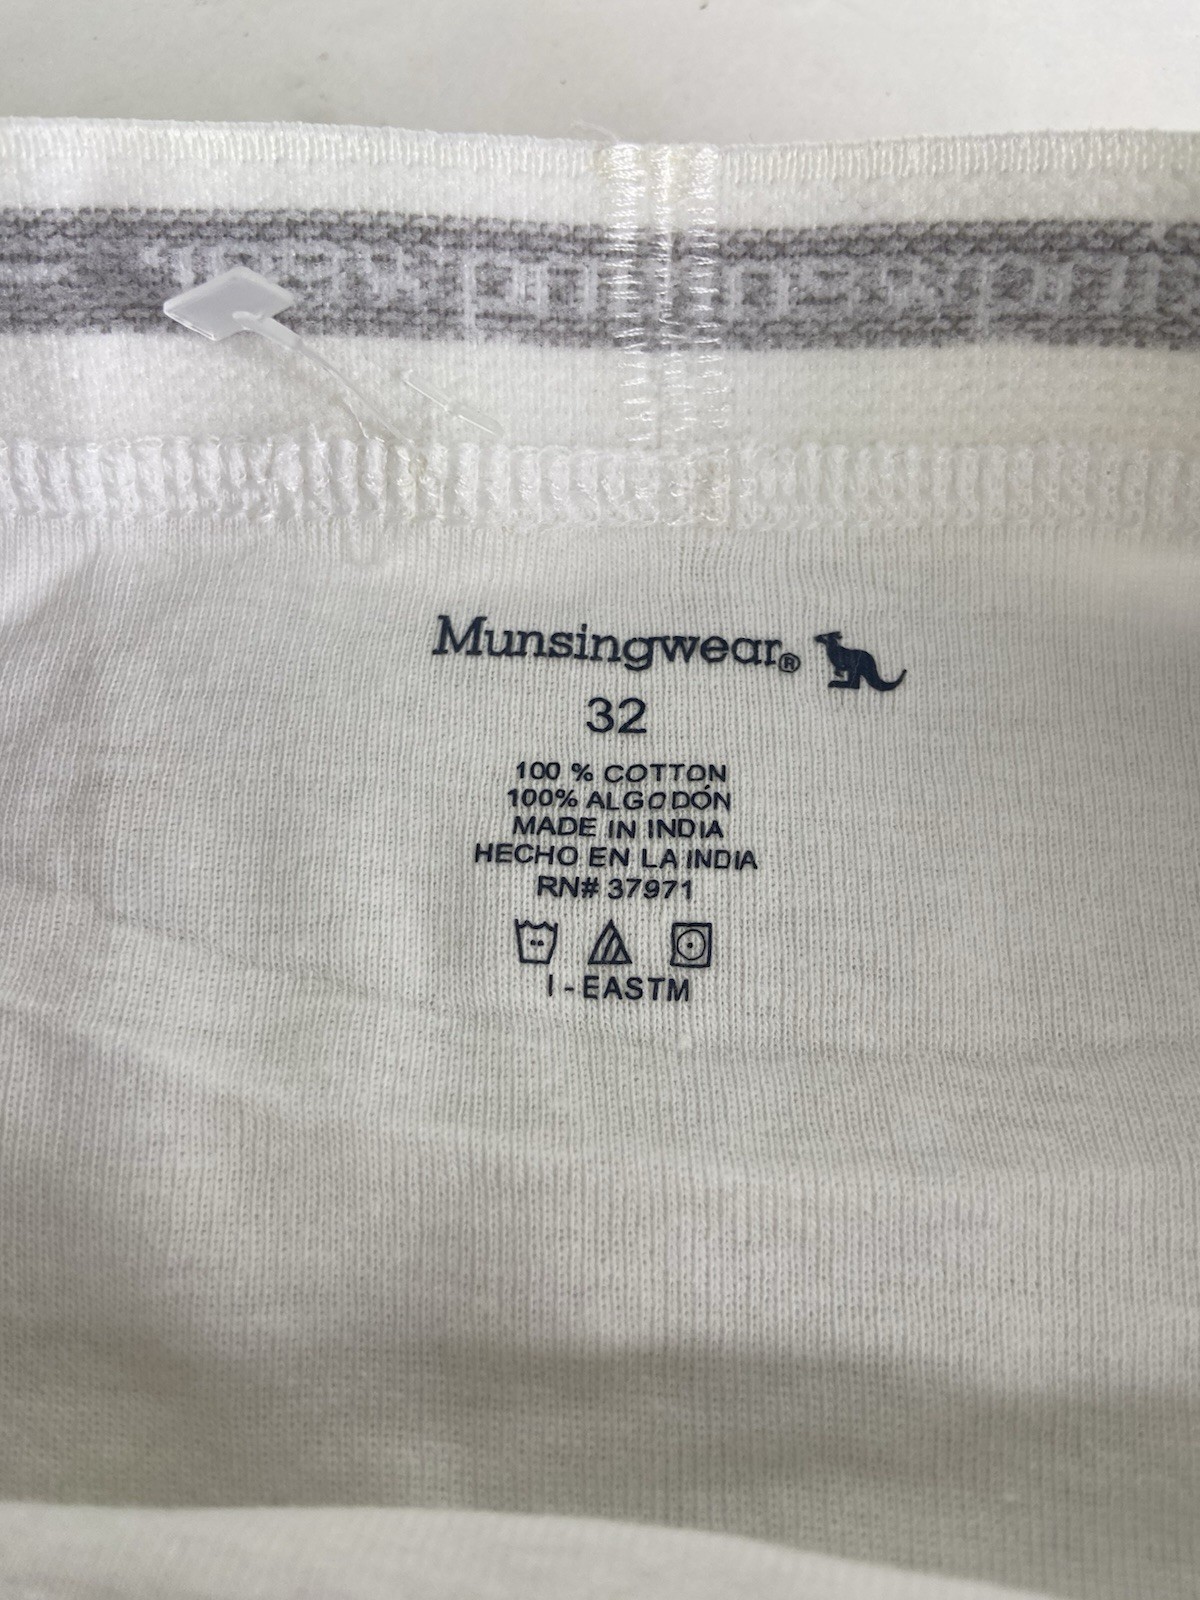 Munsingwear®
32
100 % COTTON
100% ALGODÓN
MADE IN INDIA
HECHO EN LA INDIA
RN# 37971
I - EASTM